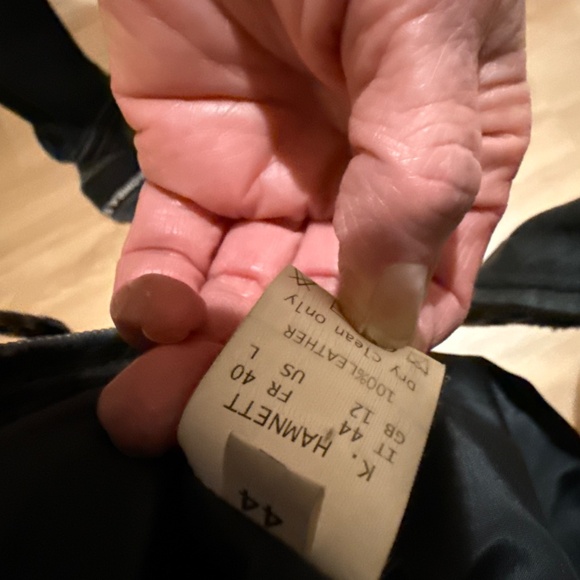 44
K. HAMNETT
IT 44 FR 40
GB 12 US L
100%LEATHER
Dry clean only